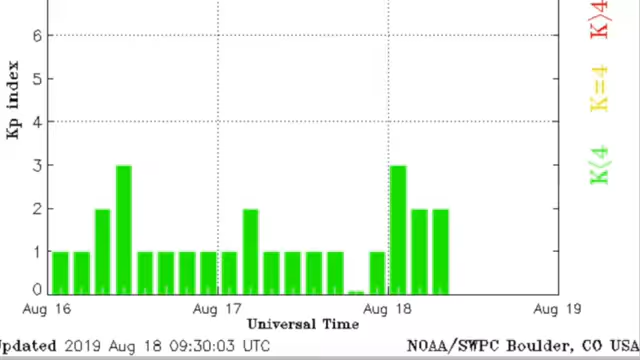 6
5
4
3
2
1
0
Kp index
Aug 16 Aug 17 Aug 18 Aug 19
Universal Time
Updated 2019 Aug 18 09:30:03 UTC
NOAA/SWPC Boulder, CO USA
K>4
K=4
K<4